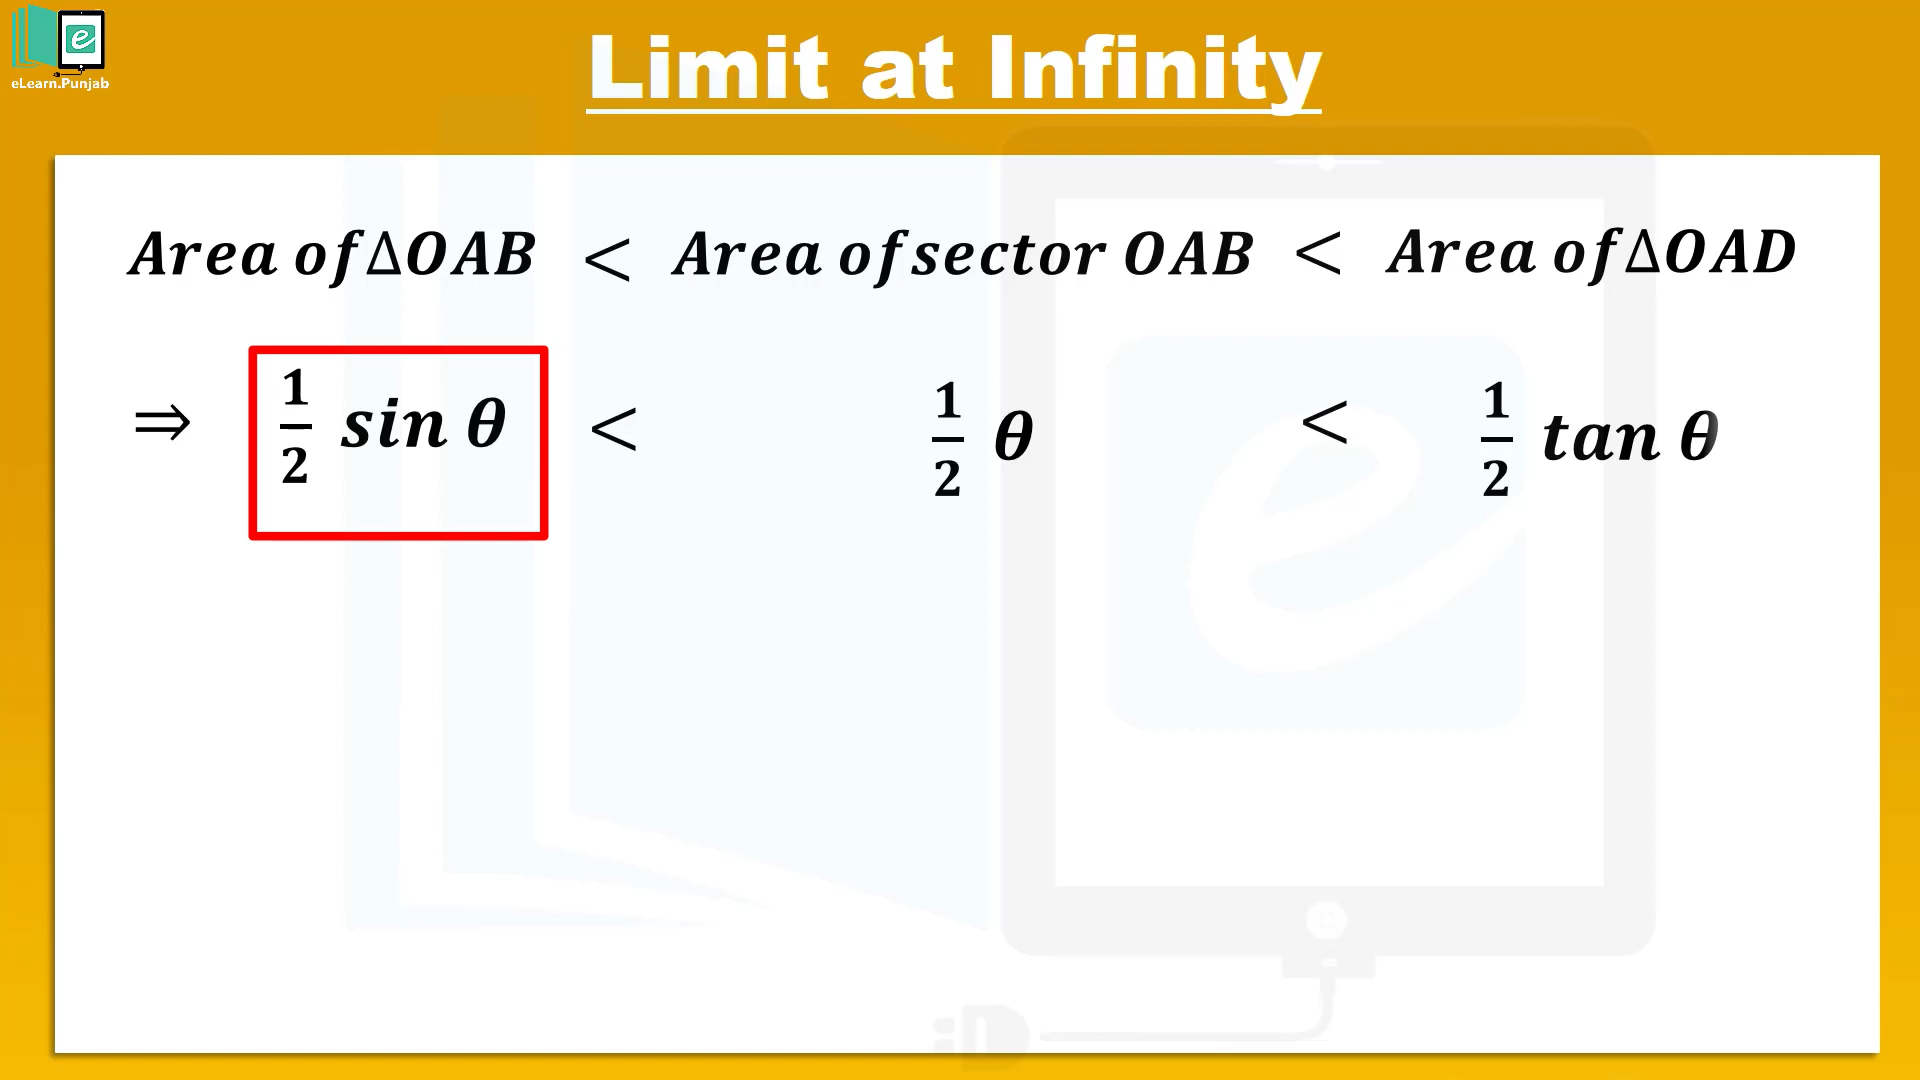 eLearn.Punjab
Limit at Infinity
Area of ΔOAB < Area of sector OAB < Area of ΔOAD
⇒ 1/2 sin θ < 1/2 θ < 1/2 tan θ